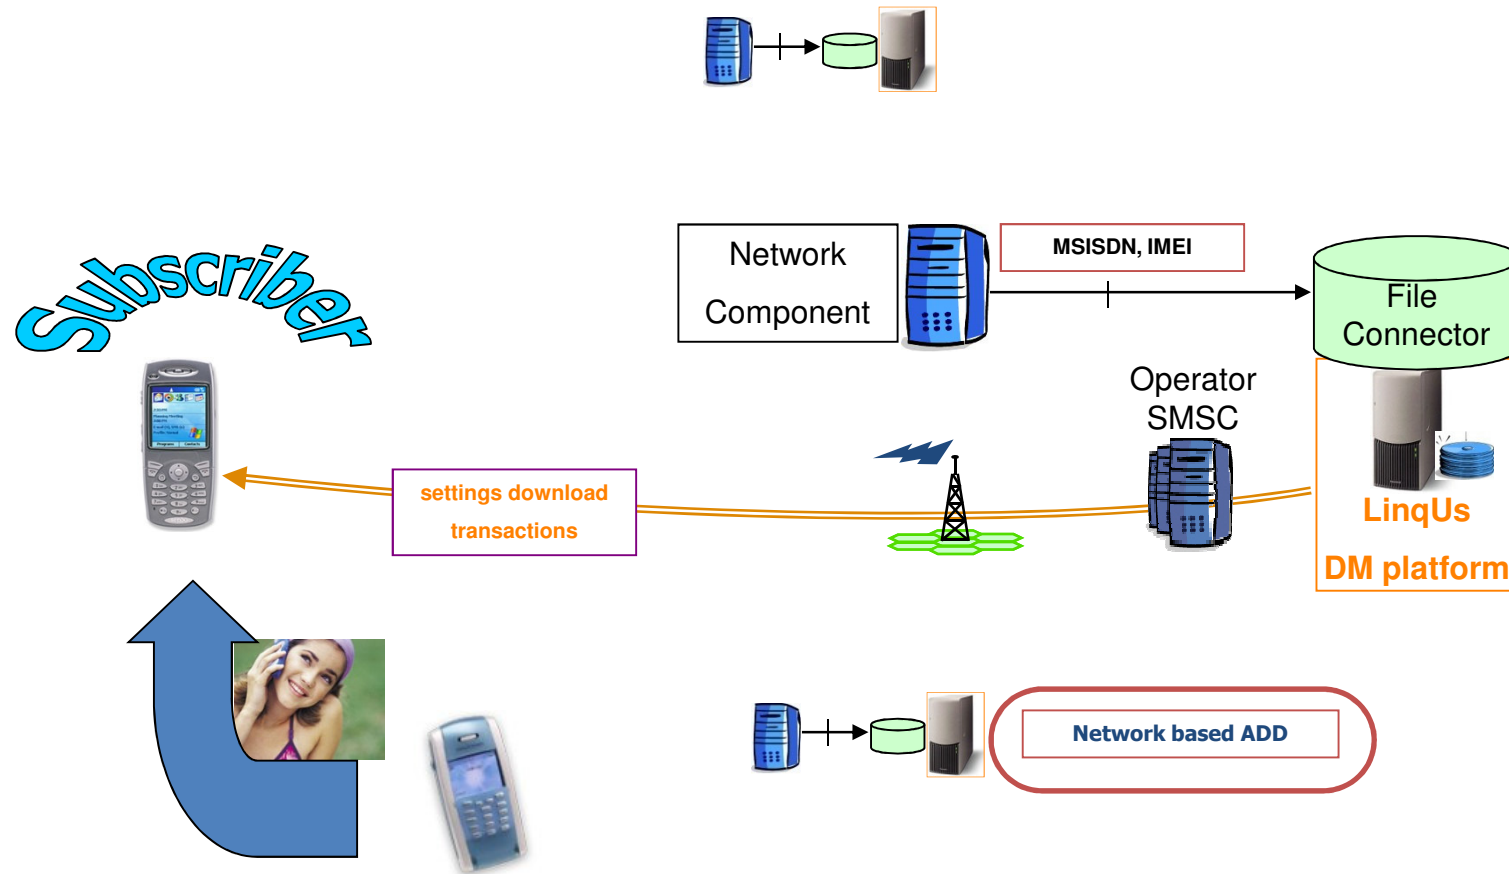 Subscriber
Network
Component
MSISDN, IMEI
File
Connector
Operator
SMSC
settings download
transactions
LinqUs
DM platform
Network based ADD